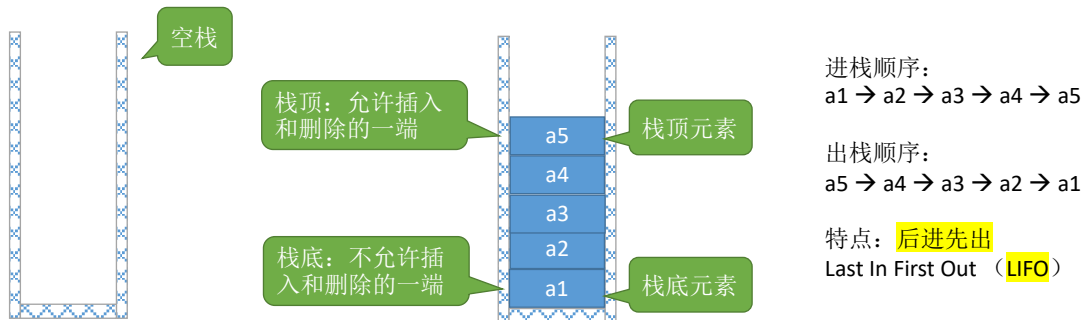 空栈
栈顶：允许插入
和删除的一端
a5
a4
a3
a2
a1
栈顶元素
栈底：不允许插
入和删除的一端
栈底元素
进栈顺序：
a1 → a2 → a3 → a4 → a5
出栈顺序：
a5 → a4 → a3 → a2 → a1
特点：后进先出
Last In First Out （LIFO）